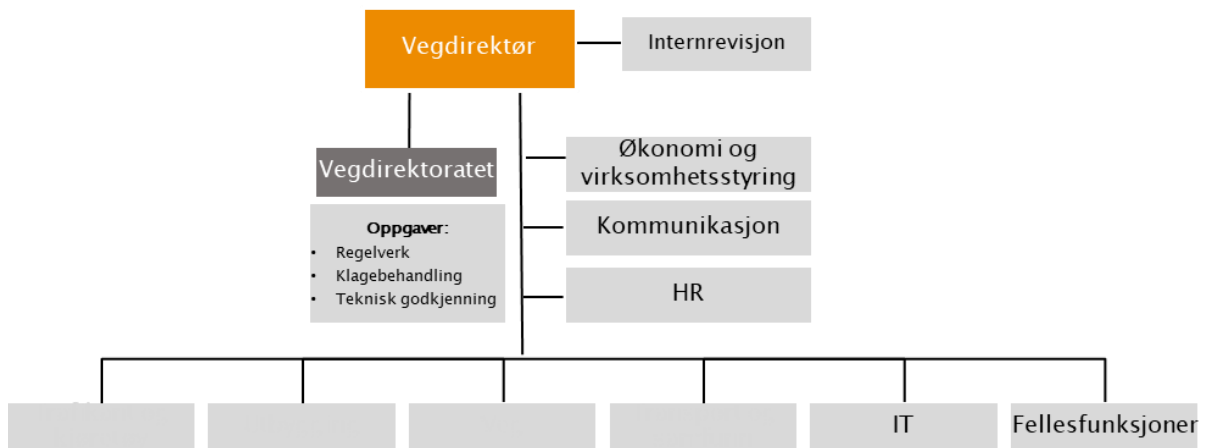 Vegdirektør
Internrevisjon
Vegdirektoratet
Oppgaver:
• Regelverk
• Klagebehandling
• Teknisk godkjenning
Økonomi og
virksomhetsstyring
Kommunikasjon
HR
IT
Fellesfunksjoner